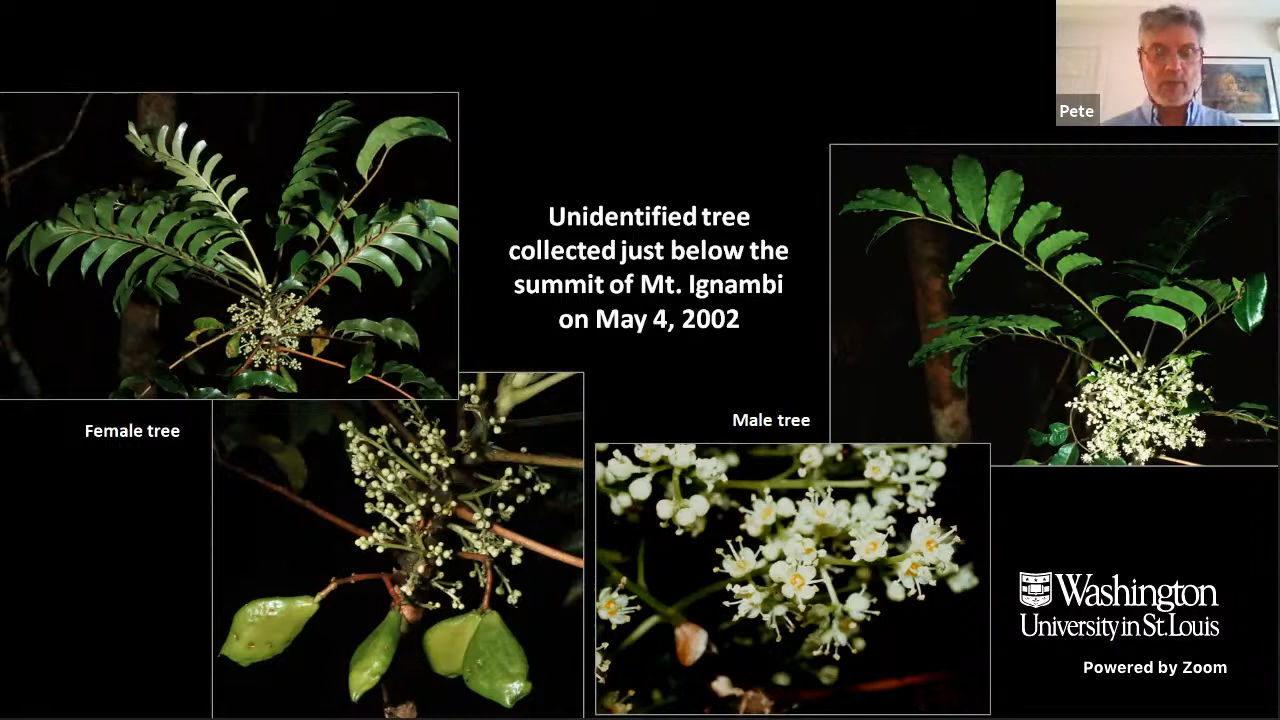 Pete
Unidentified tree
collected just below the
summit of Mt. Ignambi
on May 4, 2002
Female tree
Male tree
Washington
University in St. Louis
Powered by Zoom